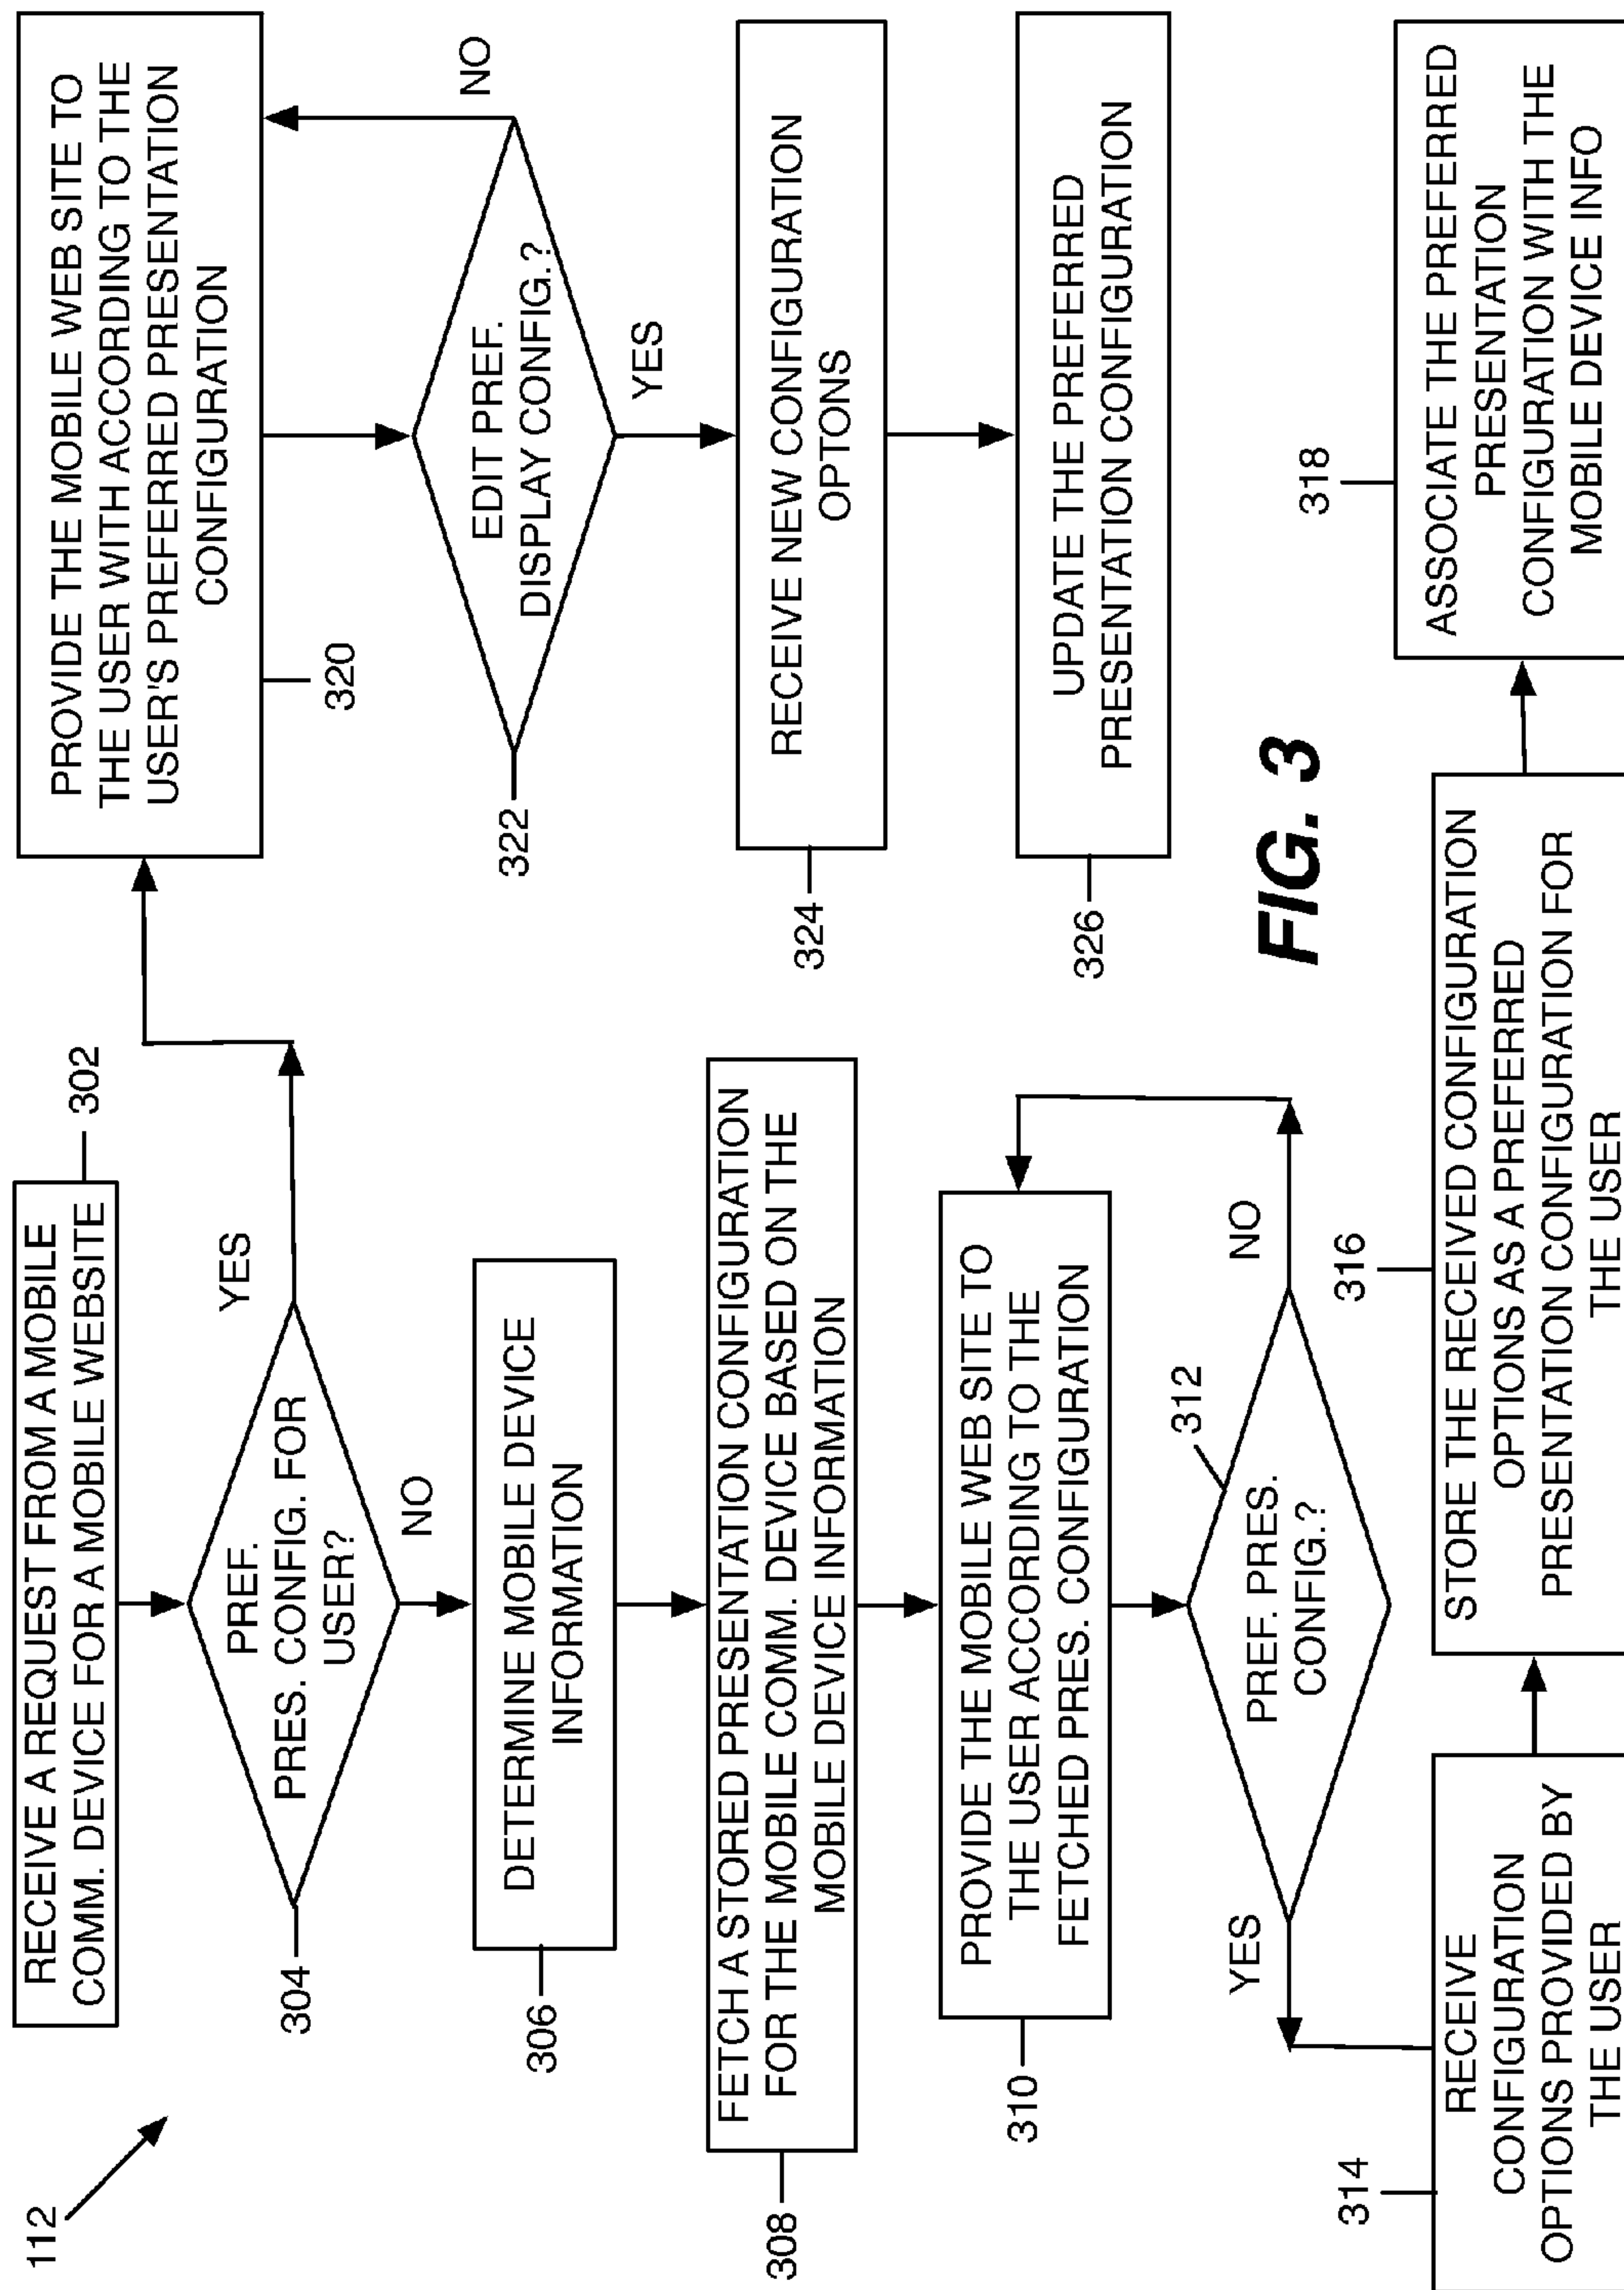 112
RECEIVE A REQUEST FROM A MOBILE
COMM. DEVICE FOR A MOBILE WEBSITE
302
PREF.
PRES. CONFIG. FOR
USER?
304
YES
NO
DETERMINE MOBILE DEVICE
INFORMATION
306
FETCH A STORED PRESENTATION CONFIGURATION
FOR THE MOBILE COMM. DEVICE BASED ON THE
MOBILE DEVICE INFORMATION
308
PROVIDE THE MOBILE WEB SITE TO
THE USER ACCORDING TO THE
FETCHED PRES. CONFIGURATION
310
312
PREF. PRES.
CONFIG.?
YES
NO
314
RECEIVE
CONFIGURATION
OPTIONS PROVIDED BY
THE USER
316
STORE THE RECEIVED CONFIGURATION
OPTIONS AS A PREFERRED
PRESENTATION CONFIGURATION FOR
THE USER
318
ASSOCIATE THE PREFERRED
PRESENTATION
CONFIGURATION WITH THE
MOBILE DEVICE INFO
PROVIDE THE MOBILE WEB SITE TO
THE USER WITH ACCORDING TO THE
USER'S PREFERRED PRESENTATION
CONFIGURATION
320
EDIT PREF.
DISPLAY CONFIG.?
322
NO
YES
RECEIVE NEW CONFIGURATION
OPTONS
324
UPDATE THE PREFERRED
PRESENTATION CONFIGURATION
326
FIG. 3